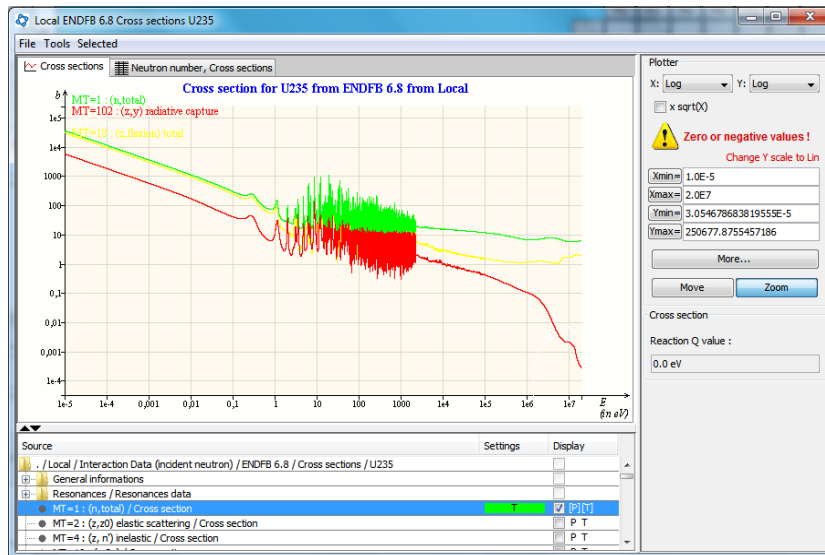 Local ENDFB 6.8 Cross sections U235
File Tools Selected
Cross sections Neutron number, Cross sections
Cross section for U235 from ENDFB 6.8 from Local
b
MT=1 : (n,total)
MT=102 : (z,y) radiative capture
MT=18 : (z,fission) total
1e5
1e4
1000
100
10
1
0,1
0,01
0,001
1e-4
1e-5 1e-4 0,001 0,01 0,1 1 10 100 1000 1e4 1e5 1e6 1e7 E
(in eV)
Plotter
X: Log Y: Log
x sqrt(X)
Zero or negative values !
Change Y scale to Lin
Xmin= 1.0E-5
Xmax= 2.0E7
Ymin= 3.054678683819555E-5
Ymax= 250677.8755457186
More...
Move Zoom
Cross section
Reaction Q value :
0.0 eV
Source Settings Display
. / Local / Interaction Data (incident neutron) / ENDFB 6.8 / Cross sections / U235
General informations
Resonances / Resonances data
MT=1 : (n,total) / Cross section T [P][T]
MT=2 : (z,z0) elastic scattering / Cross section P T
MT=4 : (z, n') inelastic / Cross section P T